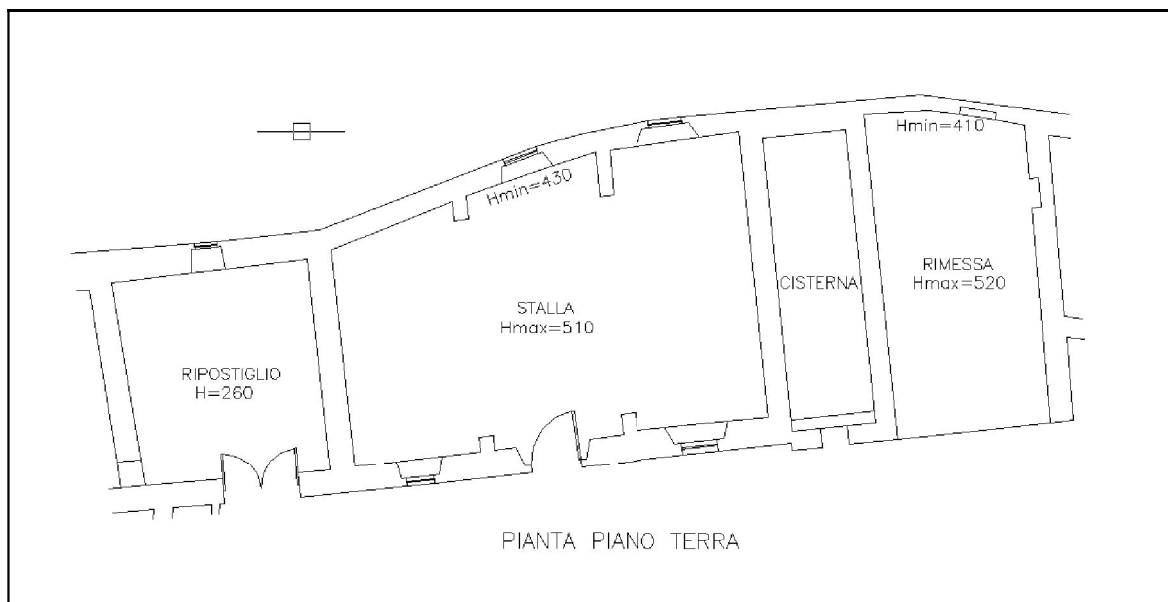 Hmin=410
Hmin=430
RIMESSA
Hmax=520
CISTERNA
STALLA
Hmax=510
RIPOSTIGLIO
H=260
PIANTA PIANO TERRA